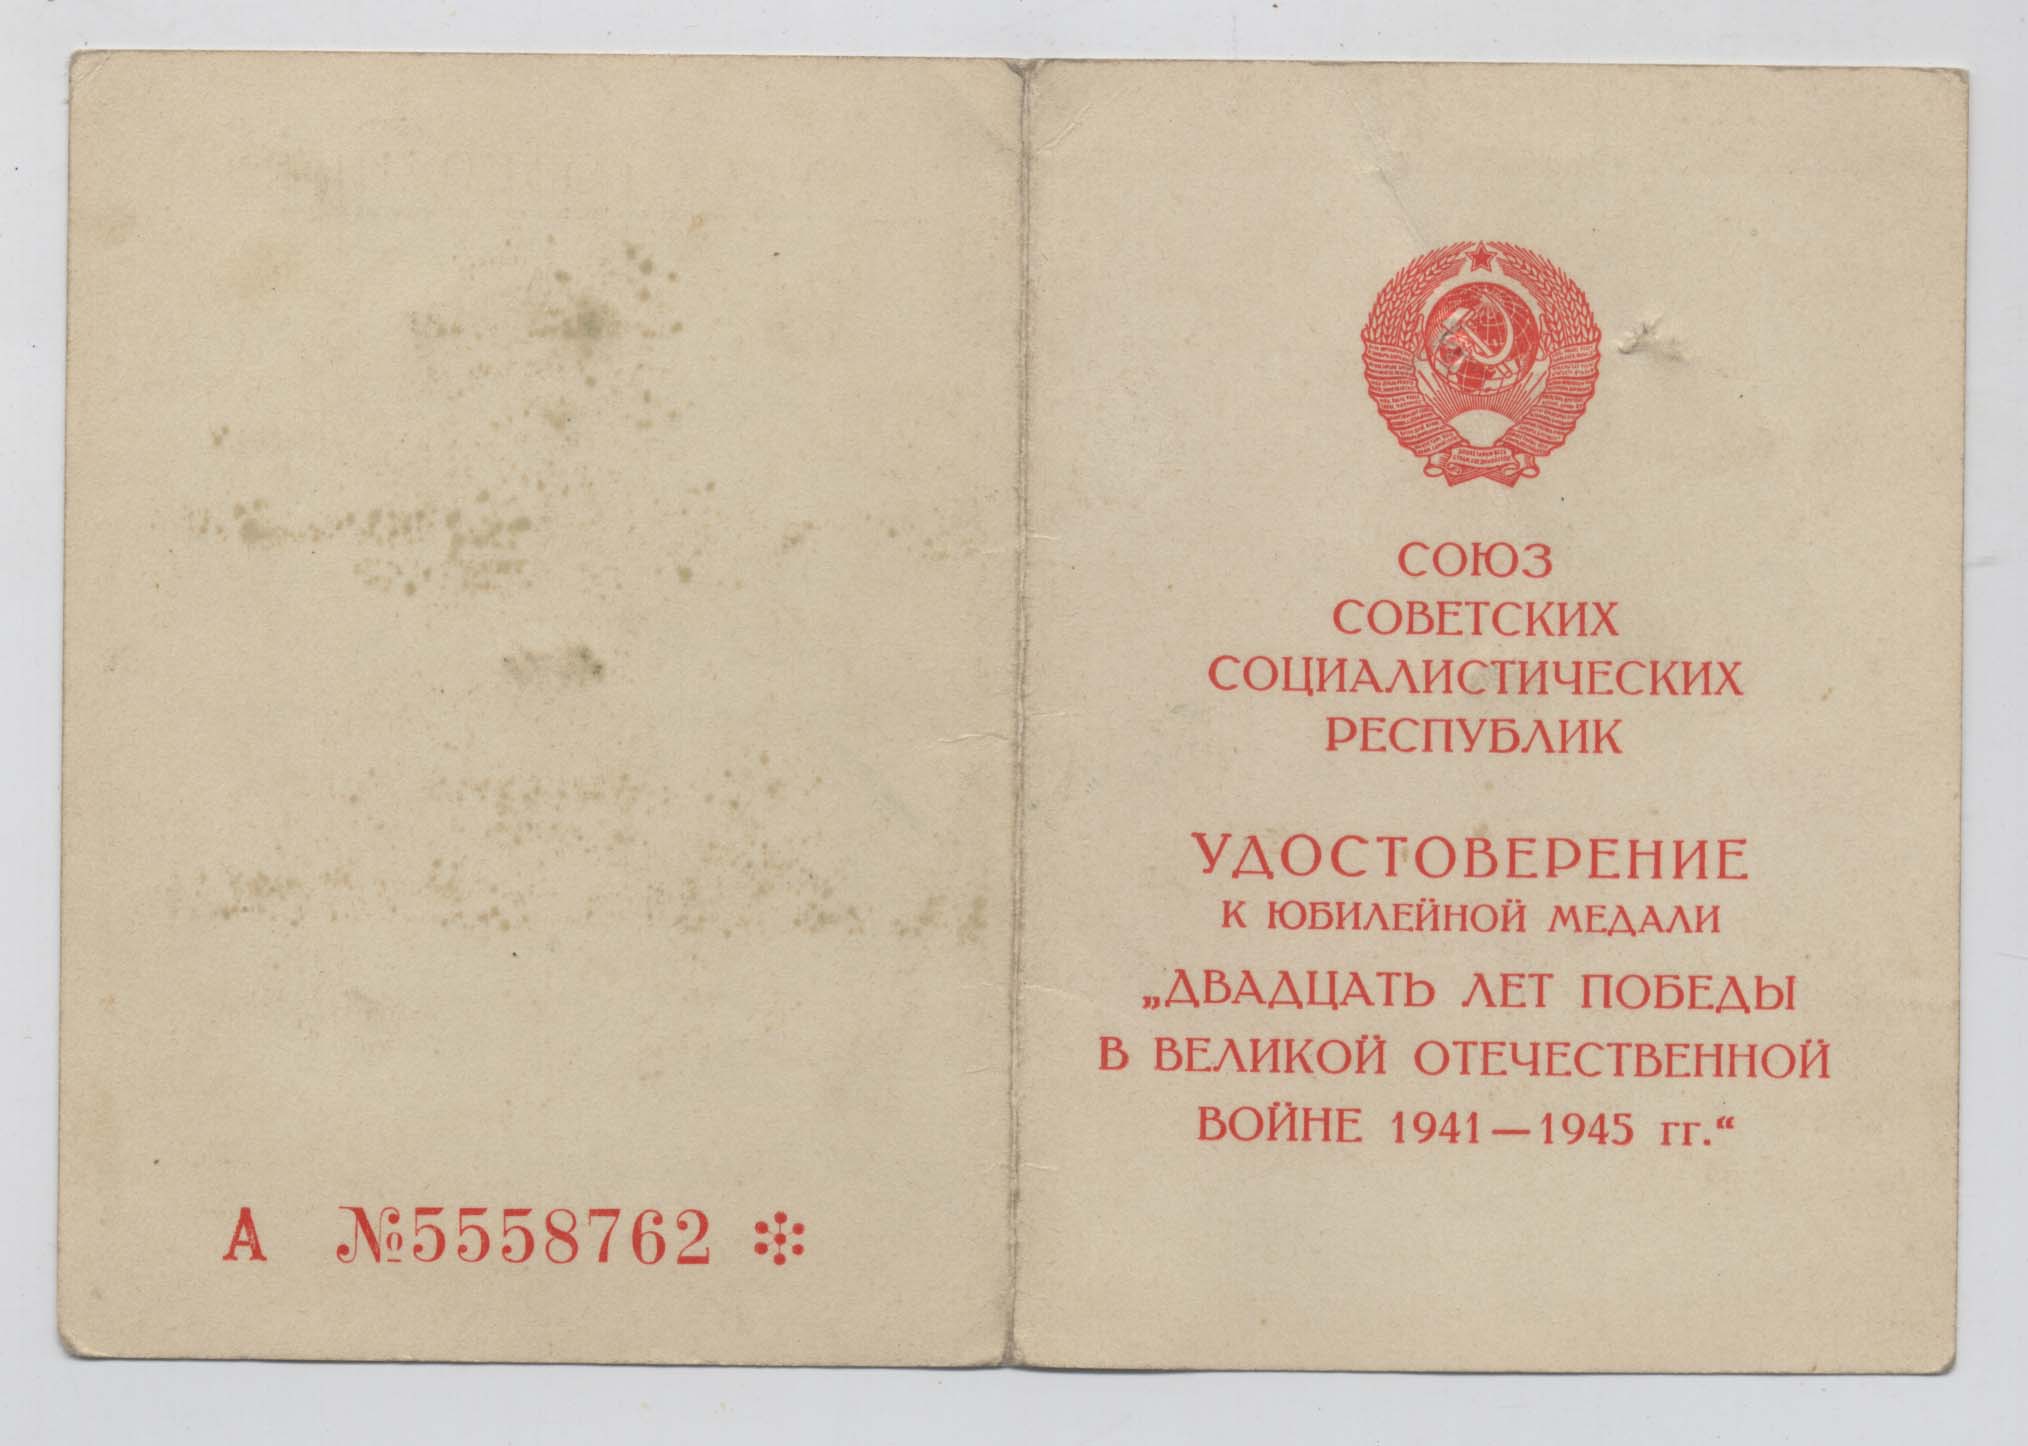 А №5558762
СОЮЗ
СОВЕТСКИХ
СОЦИАЛИСТИЧЕСКИХ
РЕСПУБЛИК
УДОСТОВЕРЕНИЕ
К ЮБИЛЕЙНОЙ МЕДАЛИ
„ДВАДЦАТЬ ЛЕТ ПОБЕДЫ
В ВЕЛИКОЙ ОТЕЧЕСТВЕННОЙ
ВОЙНЕ 1941—1945 гг.“